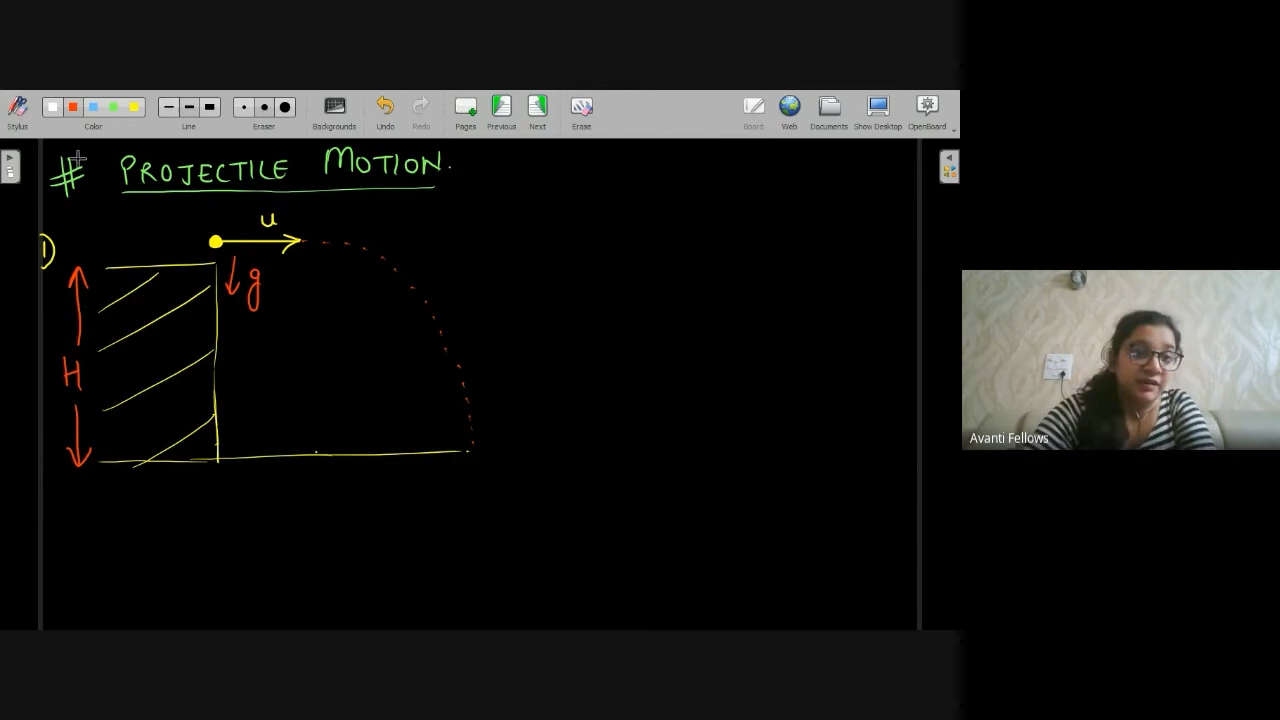 Stylus Color Line Eraser Backgrounds Undo Redo Pages Previous Next Erase Board Web Documents Show Desktop OpenBoard
# PROJECTILE MOTION.
u
1)
g
H
Avanti Fellows